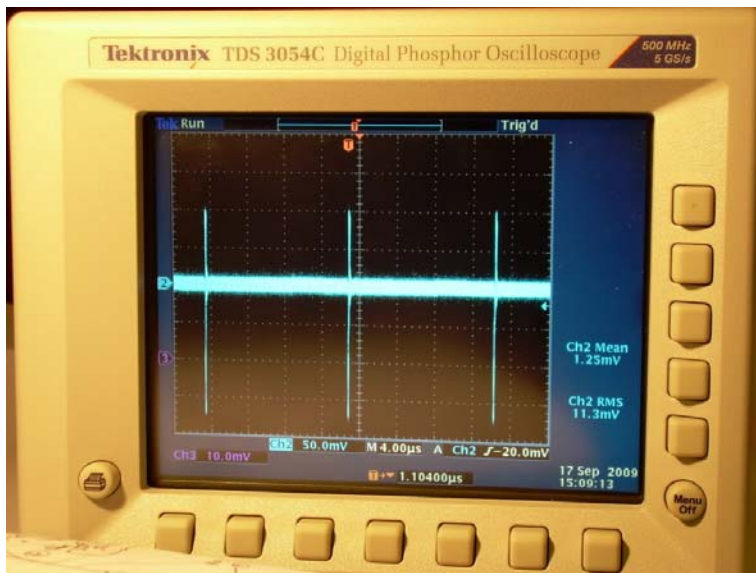 Tektronix TDS 3054C Digital Phosphor Oscilloscope
500 MHz
5 GS/s
Tek Run
Trig'd
T
T
2
3
Ch2 Mean
1.25mV
Ch2 RMS
11.3mV
Ch2 50.0mV M 4.00µs A Ch2 ∫ -20.0mV
Ch3 10.0mV
T→▼ 1.10400µs
17 Sep 2009
15:09:13
Menu
Off